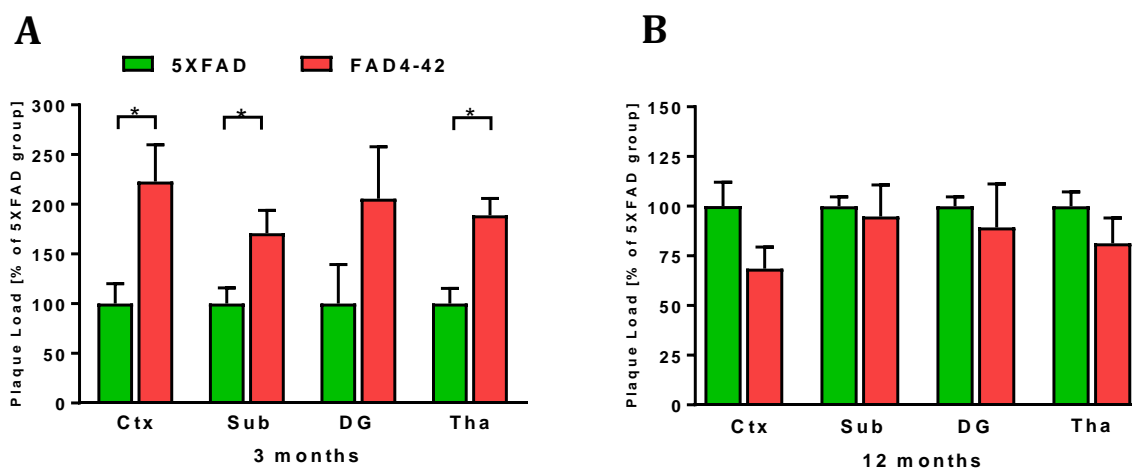 A
5XFAD FAD4-42
Plaque Load [% of 5XFAD group]
300
250
200
150
100
50
0
* * *
Ctx Sub DG Tha
3 months
B
Plaque Load [% of 5XFAD group]
150
125
100
75
50
25
0
Ctx Sub DG Tha
12 months